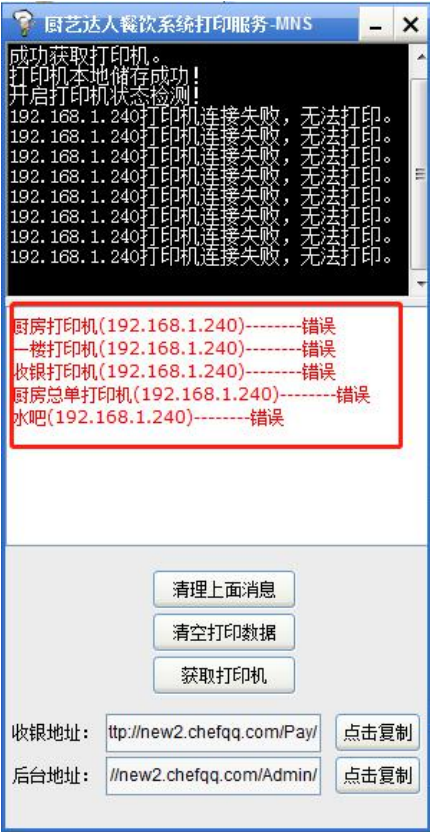 厨艺达人餐饮系统打印服务-MNS
成功获取打印机。
打印机本地储存成功!
开启打印机状态检测!
192.168.1.240打印机连接失败，无法打印。
192.168.1.240打印机连接失败，无法打印。
192.168.1.240打印机连接失败，无法打印。
192.168.1.240打印机连接失败，无法打印。
192.168.1.240打印机连接失败，无法打印。
192.168.1.240打印机连接失败，无法打印。
192.168.1.240打印机连接失败，无法打印。
192.168.1.240打印机连接失败，无法打印。
厨房打印机(192.168.1.240)--------错误
一楼打印机(192.168.1.240)--------错误
收银打印机(192.168.1.240)--------错误
厨房总单打印机(192.168.1.240)--------错误
水吧(192.168.1.240)--------错误
清理上面消息
清空打印数据
获取打印机
收银地址: ttp://new2.chefqq.com/Pay/ 点击复制
后台地址: //new2.chefqq.com/Admin/ 点击复制